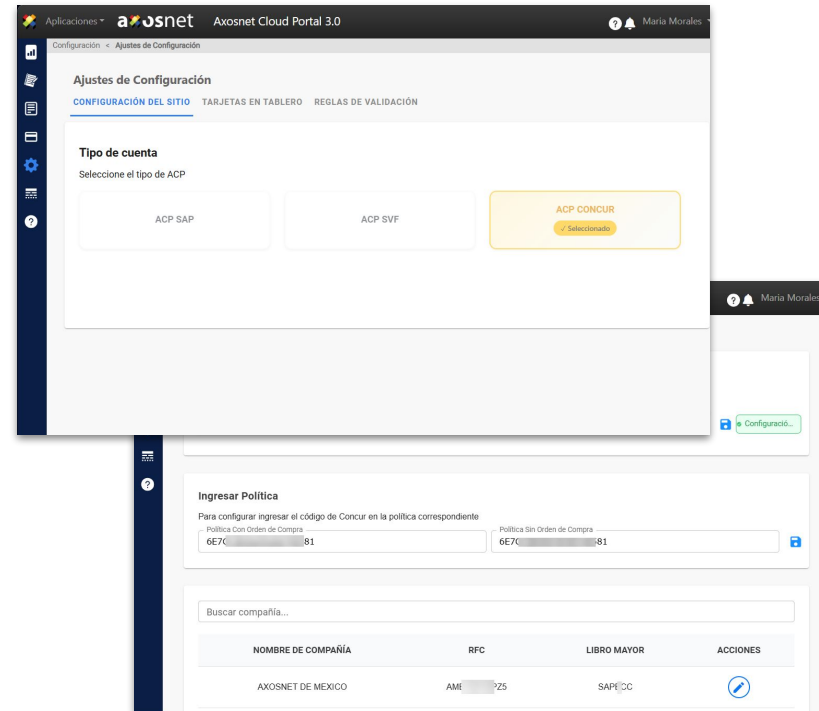 Aplicaciones axosnet Axosnet Cloud Portal 3.0 Maria Morales
Configuración < Ajustes de Configuración
Ajustes de Configuración
CONFIGURACIÓN DEL SITIO TARJETAS EN TABLERO REGLAS DE VALIDACIÓN
Tipo de cuenta
Seleccione el tipo de ACP
ACP SAP ACP SVF ACP CONCUR
✓ Seleccionado
Maria Morales
Configuració...
Ingresar Política
Para configurar ingresar el código de Concur en la política correspondiente
Política Con Orden de Compra Política Sin Orden de Compra
6E70 81 6E70 81
Buscar compañía...
NOMBRE DE COMPAÑÍA RFC LIBRO MAYOR ACCIONES
AXOSNET DE MEXICO